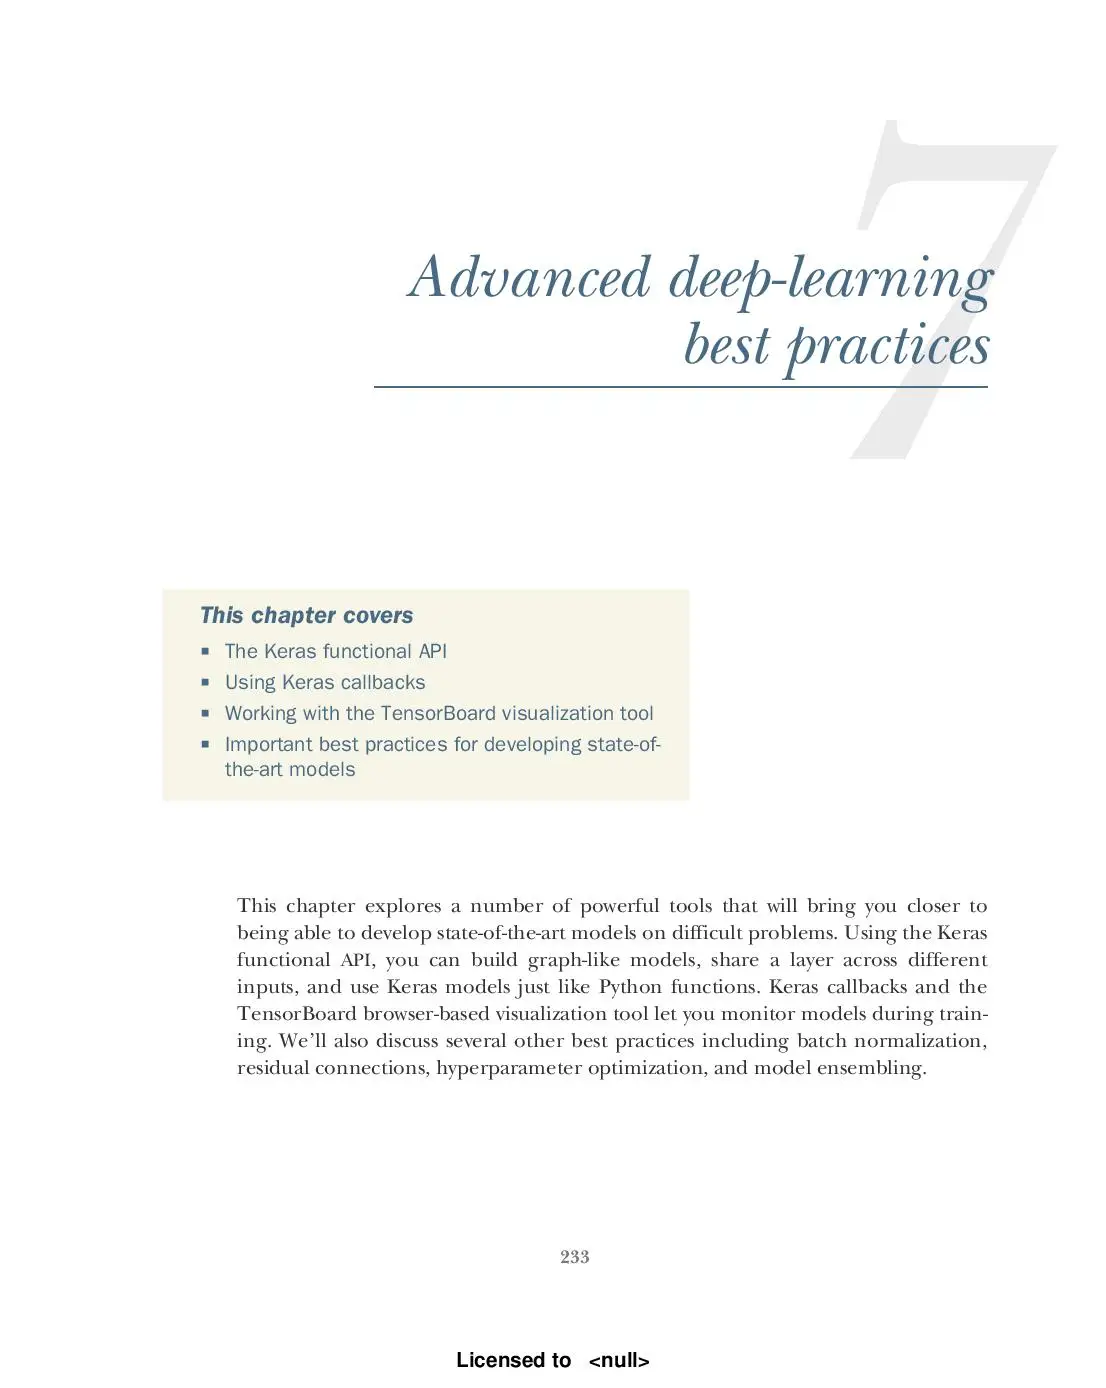 7
Advanced deep-learning
best practices
This chapter covers
■ The Keras functional API
■ Using Keras callbacks
■ Working with the TensorBoard visualization tool
■ Important best practices for developing state-of-
the-art models
This chapter explores a number of powerful tools that will bring you closer to
being able to develop state-of-the-art models on difficult problems. Using the Keras
functional API, you can build graph-like models, share a layer across different
inputs, and use Keras models just like Python functions. Keras callbacks and the
TensorBoard browser-based visualization tool let you monitor models during train-
ing. We’ll also discuss several other best practices including batch normalization,
residual connections, hyperparameter optimization, and model ensembling.
233
Licensed to <null>